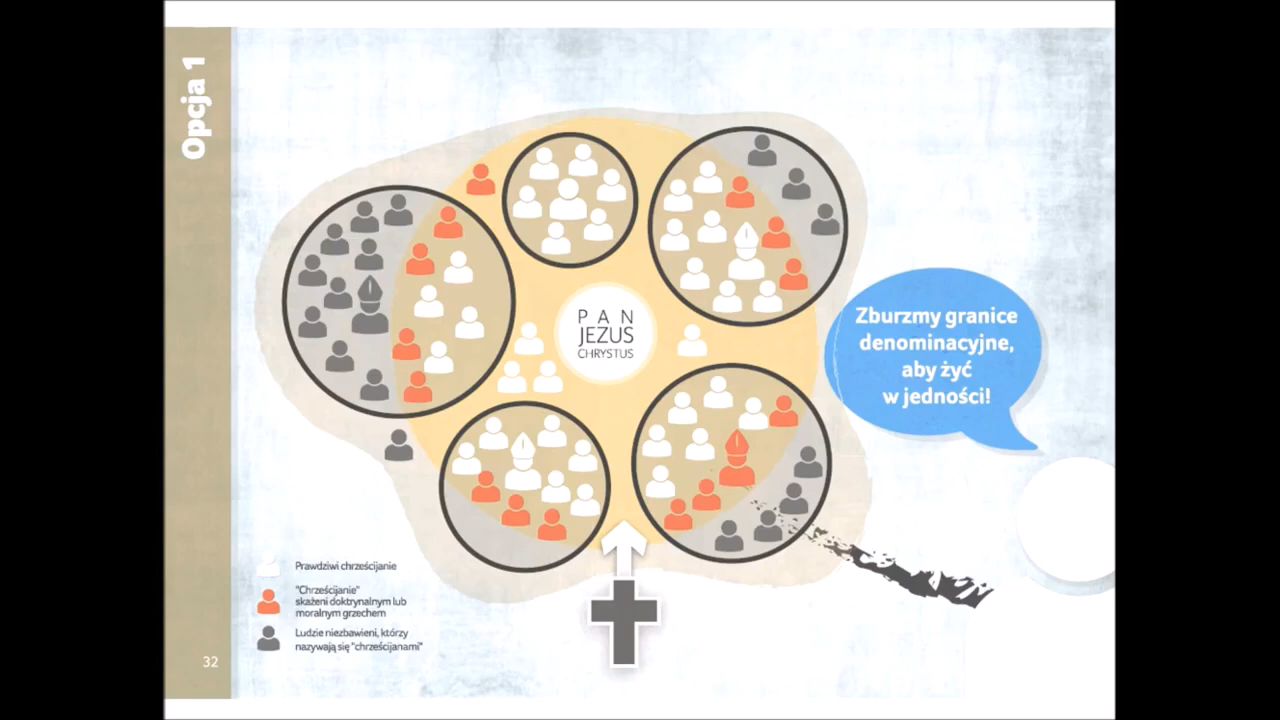 Opcja 1
PAN
JEZUS
CHRYSTUS
Zburzmy granice
denominacyjne,
aby żyć
w jedności!
Prawdziwi chrześcijanie
"Chrześcijanie"
skażeni doktrynalnym lub
moralnym grzechem
Ludzie niezbawieni, którzy
nazywają się "chrześcijanami"
32